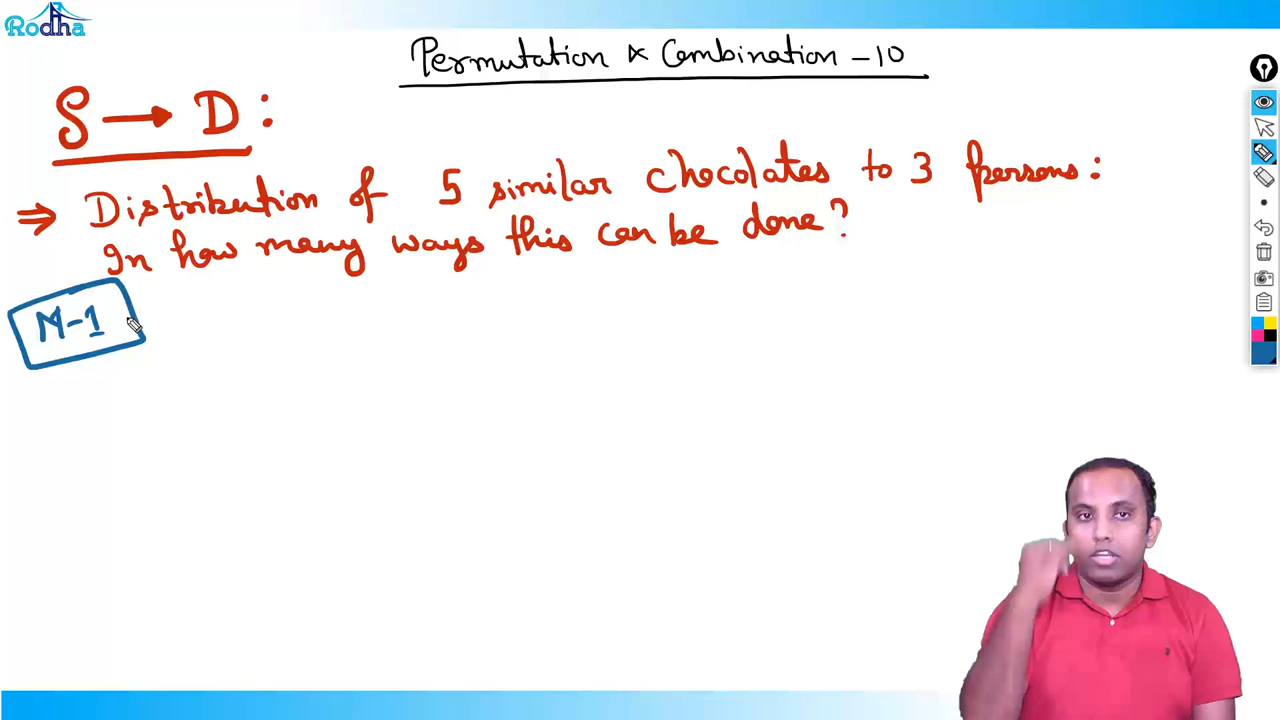 Rodha
Permutation & Combination - 10
S → D :
⇒ Distribution of 5 similar chocolates to 3 persons:
In how many ways this can be done?
M-1